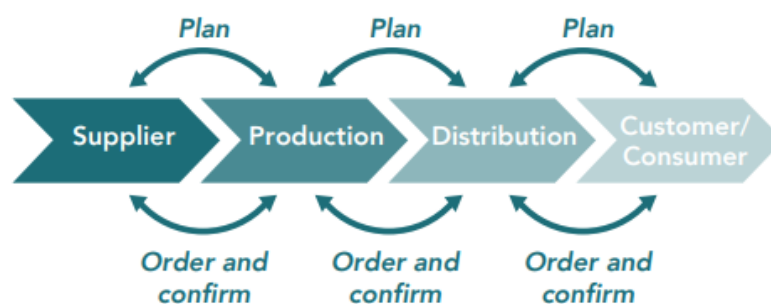 Plan Plan Plan
Supplier Production Distribution Customer/
Consumer
Order and Order and Order and
confirm confirm confirm